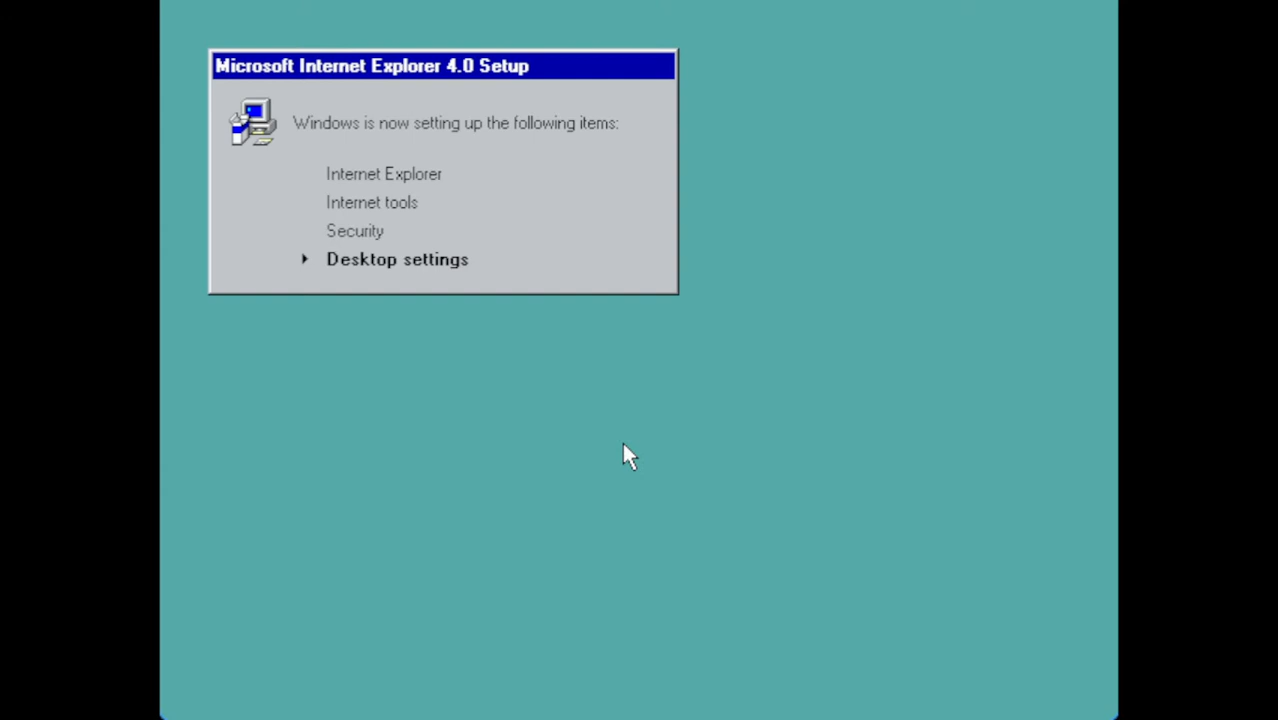 Microsoft Internet Explorer 4.0 Setup
Windows is now setting up the following items:
Internet Explorer
Internet tools
Security
Desktop settings